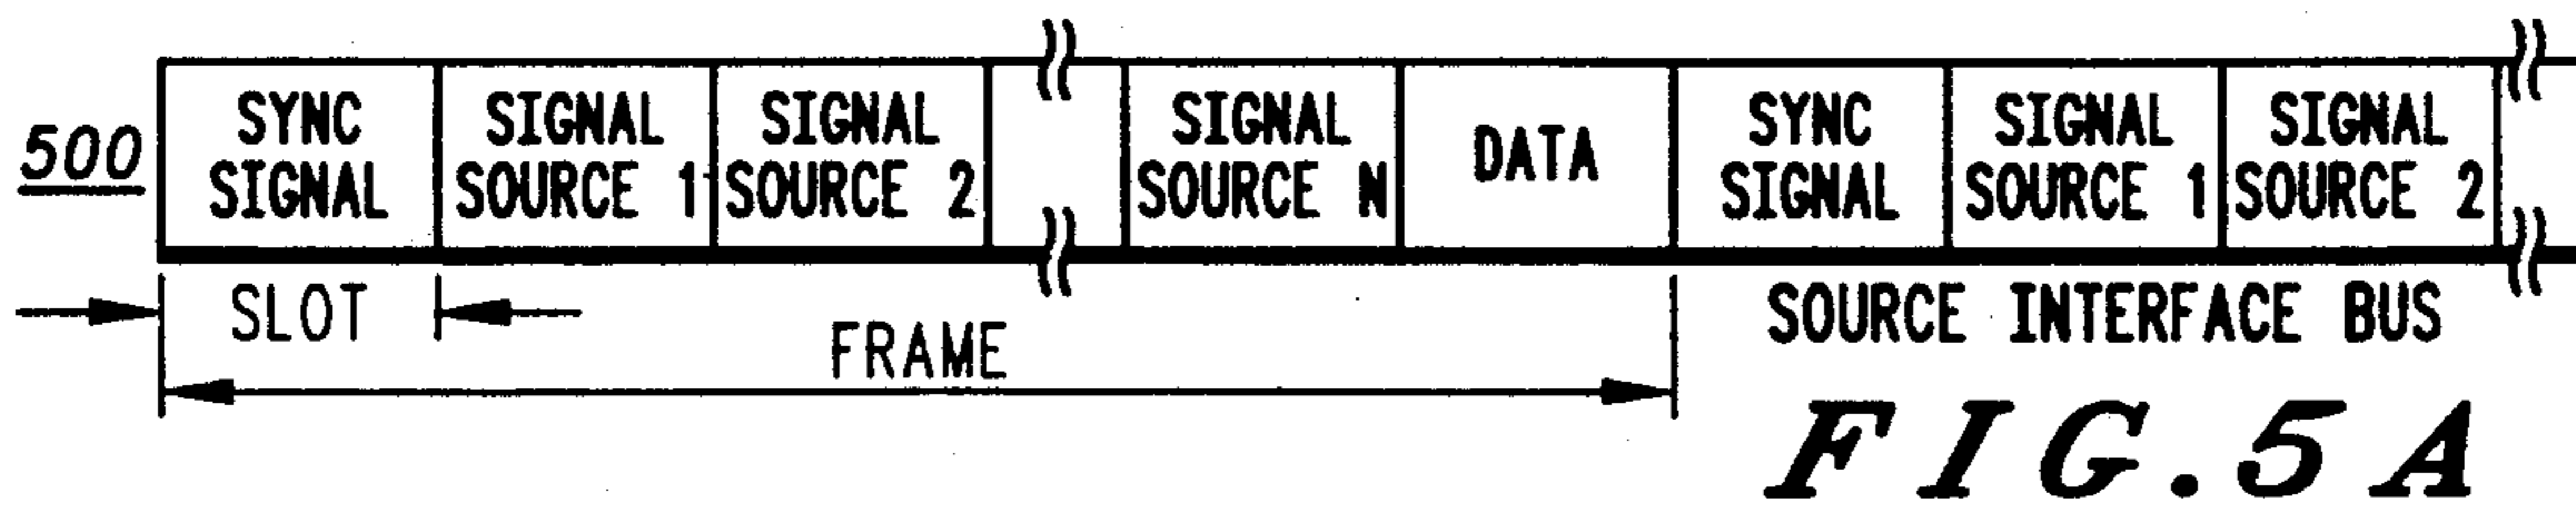 500
SYNC
SIGNAL
SIGNAL
SOURCE 1
SIGNAL
SOURCE 2
SIGNAL
SOURCE N
DATA
SYNC
SIGNAL
SIGNAL
SOURCE 1
SIGNAL
SOURCE 2
SLOT
FRAME
SOURCE INTERFACE BUS
FIG.5A